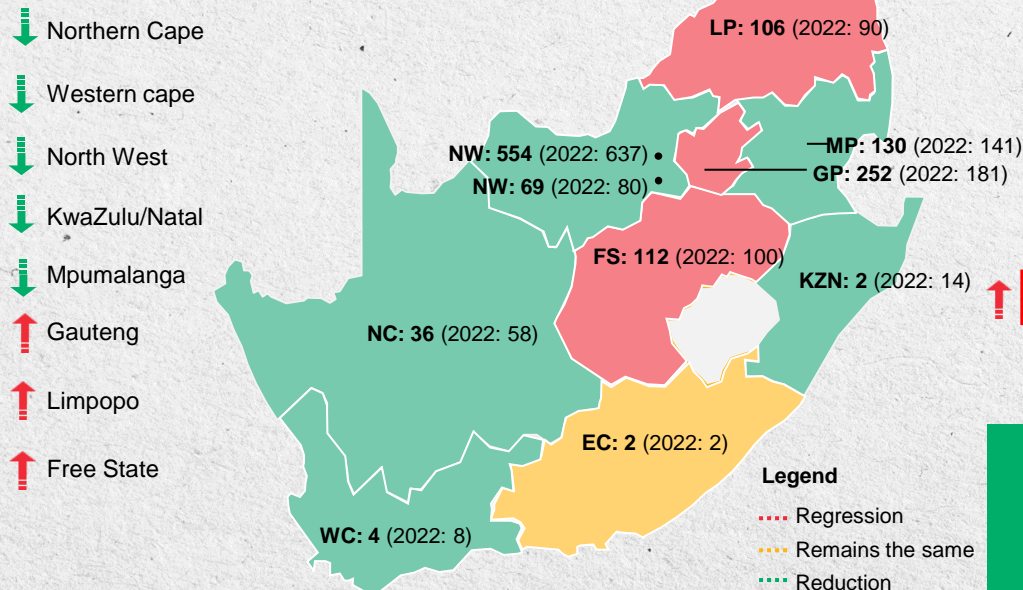 Northern Cape
Western cape
North West
KwaZulu/Natal
Mpumalanga
Gauteng
Limpopo
Free State
LP: 106 (2022: 90)
NW: 554 (2022: 637)
NW: 69 (2022: 80)
MP: 130 (2022: 141)
GP: 252 (2022: 181)
FS: 112 (2022: 100)
KZN: 2 (2022: 14)
NC: 36 (2022: 58)
EC: 2 (2022: 2)
WC: 4 (2022: 8)
Legend
Regression
Remains the same
Reduction